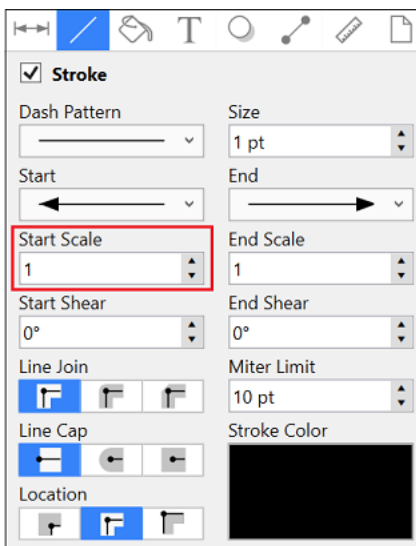 T
Stroke
Dash Pattern Size
1 pt
Start End
Start Scale End Scale
1 1
Start Shear End Shear
0° 0°
Line Join Miter Limit
10 pt
Line Cap Stroke Color
Location